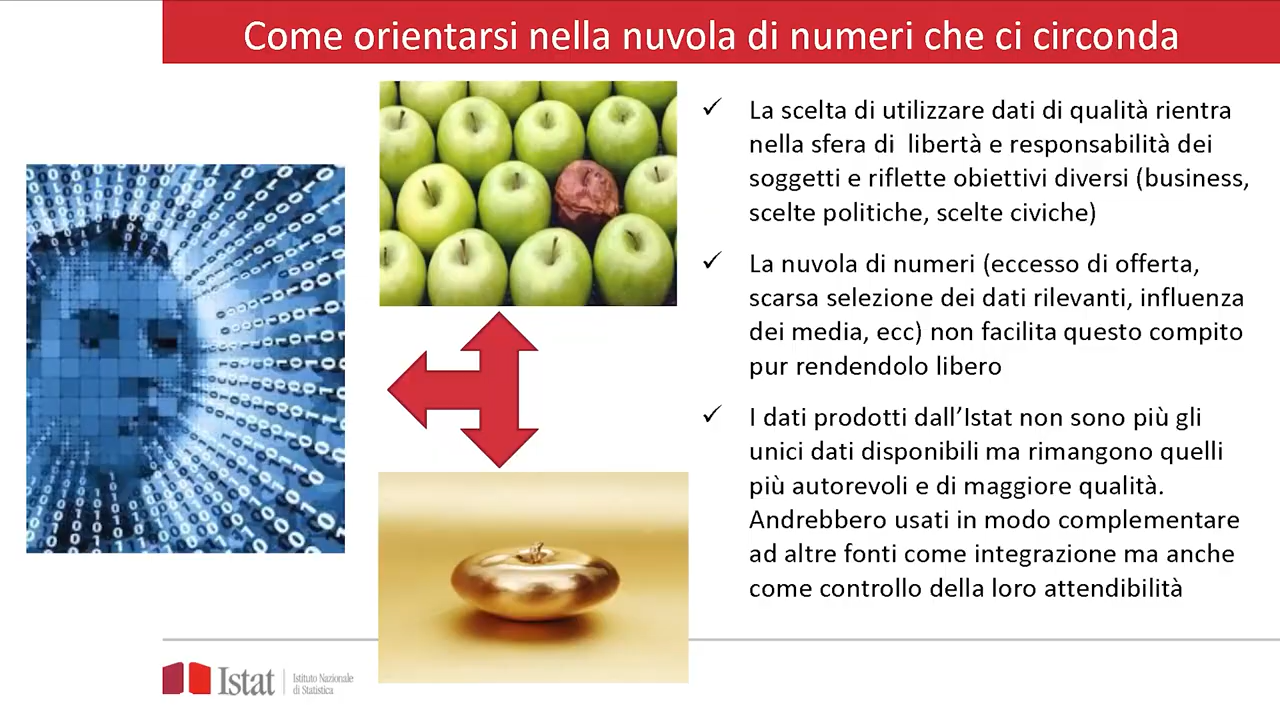 Come orientarsi nella nuvola di numeri che ci circonda
✓ La scelta di utilizzare dati di qualità rientra
nella sfera di libertà e responsabilità dei
soggetti e riflette obiettivi diversi (business,
scelte politiche, scelte civiche)
✓ La nuvola di numeri (eccesso di offerta,
scarsa selezione dei dati rilevanti, influenza
dei media, ecc) non facilita questo compito
pur rendendolo libero
✓ I dati prodotti dall’Istat non sono più gli
unici dati disponibili ma rimangono quelli
più autorevoli e di maggiore qualità.
Andrebbero usati in modo complementare
ad altre fonti come integrazione ma anche
come controllo della loro attendibilità
Istat
Istituto Nazionale
di Statistica